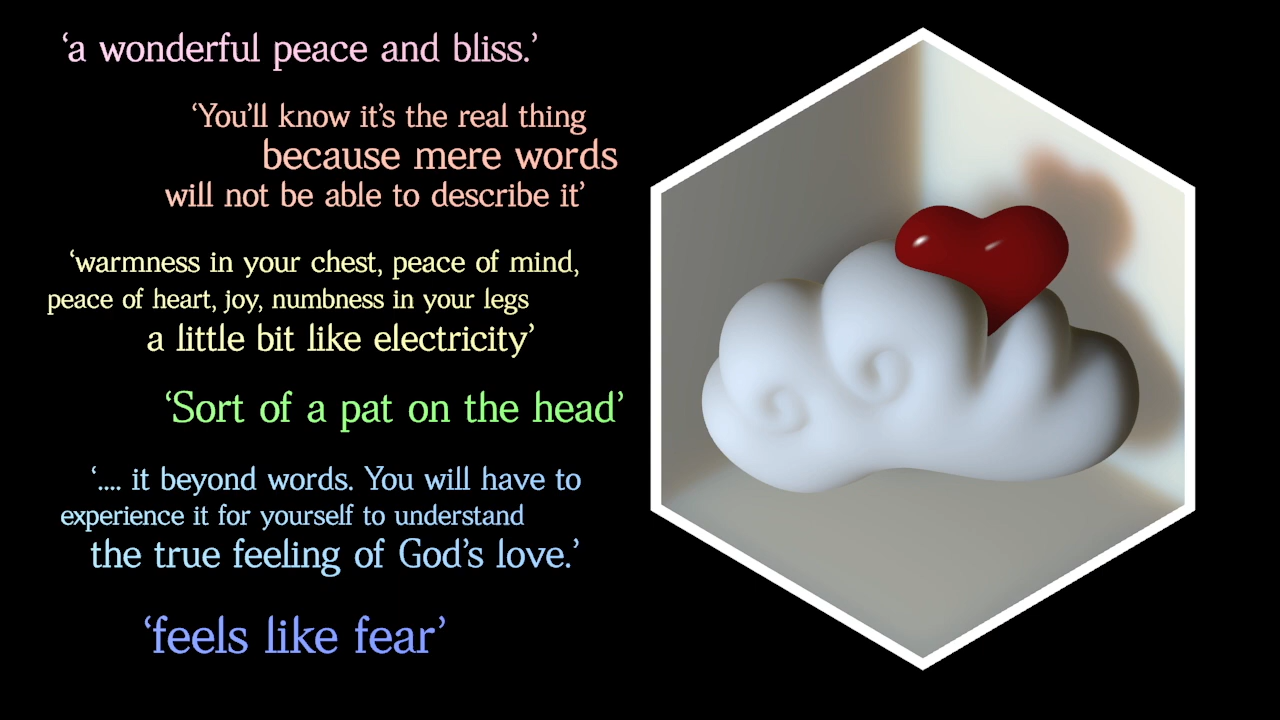 ‘a wonderful peace and bliss.’
‘You’ll know it’s the real thing
because mere words
will not be able to describe it’
‘warmness in your chest, peace of mind,
peace of heart, joy, numbness in your legs
a little bit like electricity’
‘Sort of a pat on the head’
‘.... it beyond words. You will have to
experience it for yourself to understand
the true feeling of God’s love.’
‘feels like fear’